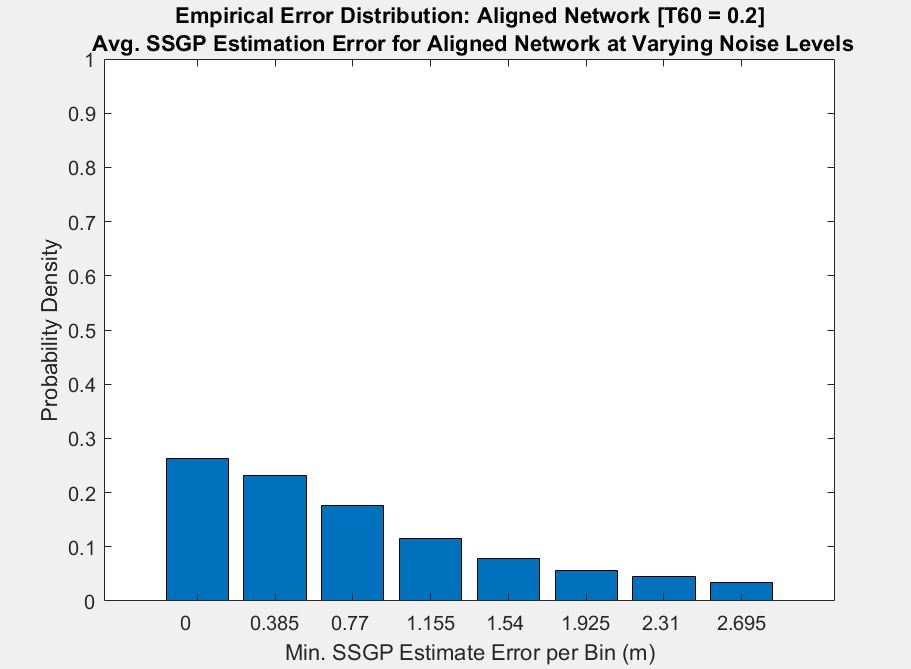 Empirical Error Distribution: Aligned Network [T60 = 0.2]
Avg. SSGP Estimation Error for Aligned Network at Varying Noise Levels
1
0.9
0.8
0.7
0.6
0.5
0.4
0.3
0.2
0.1
0
Probability Density
0 0.385 0.77 1.155 1.54 1.925 2.31 2.695
Min. SSGP Estimate Error per Bin (m)